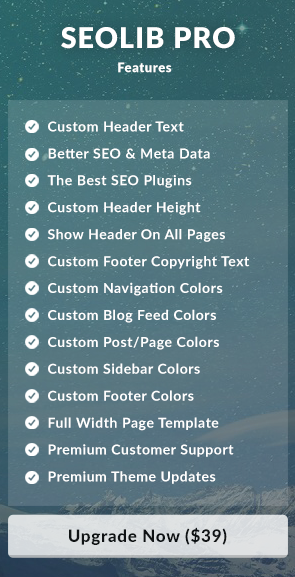 SEOLIB PRO
Features
Custom Header Text
Better SEO & Meta Data
The Best SEO Plugins
Custom Header Height
Show Header On All Pages
Custom Footer Copyright Text
Custom Navigation Colors
Custom Blog Feed Colors
Custom Post/Page Colors
Custom Sidebar Colors
Custom Footer Colors
Full Width Page Template
Premium Customer Support
Premium Theme Updates
Upgrade Now ($39)